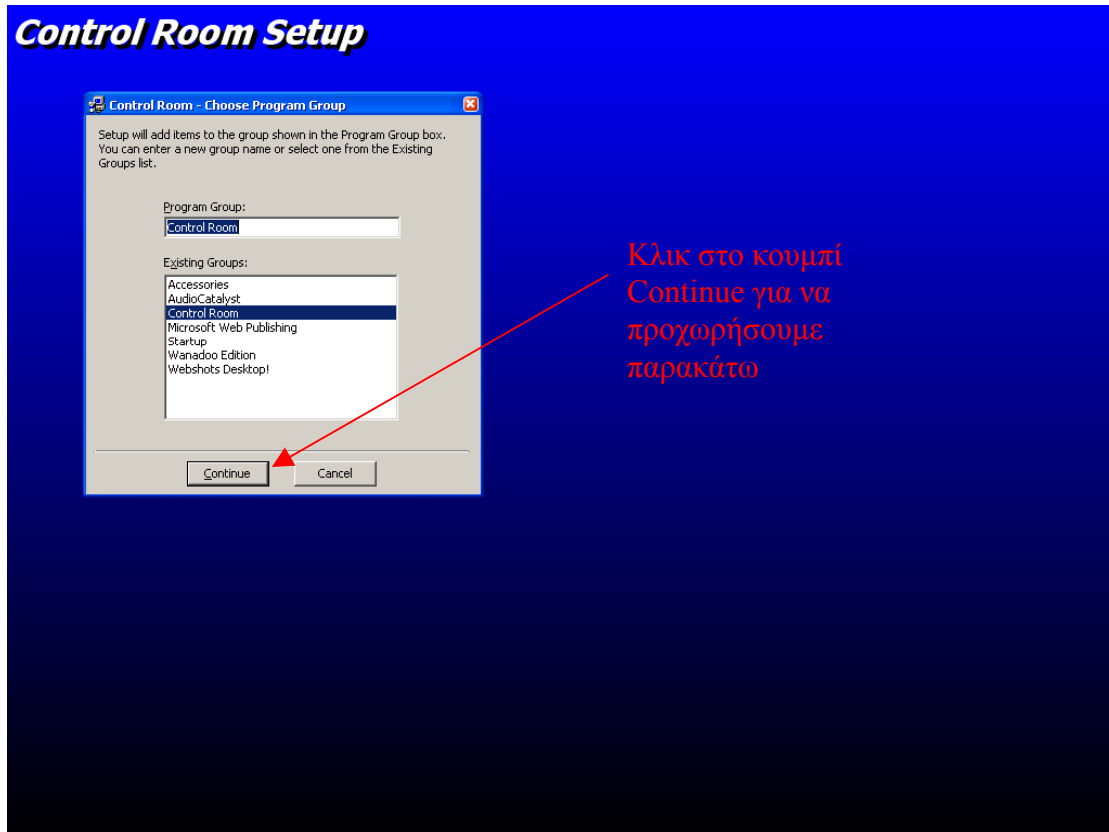 Control Room Setup
Control Room - Choose Program Group
Setup will add items to the group shown in the Program Group box.
You can enter a new group name or select one from the Existing
Groups list.
Program Group:
Control Room
Existing Groups:
Accessories
AudioCatalyst
Control Room
Microsoft Web Publishing
Startup
Wanadoo Edition
Webshots Desktop!
Continue
Cancel
Κλικ στο κουμπί
Continue για να
προχωρήσουμε
παρακάτω